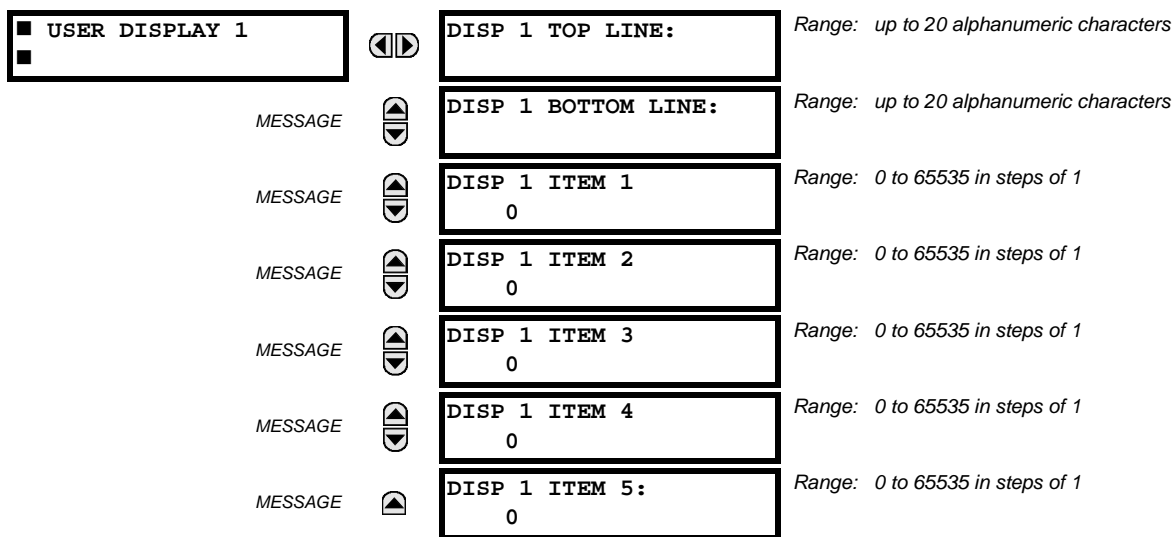 ■ USER DISPLAY 1
■
DISP 1 TOP LINE:
Range: up to 20 alphanumeric characters
MESSAGE
DISP 1 BOTTOM LINE:
Range: up to 20 alphanumeric characters
MESSAGE
DISP 1 ITEM 1
0
Range: 0 to 65535 in steps of 1
MESSAGE
DISP 1 ITEM 2
0
Range: 0 to 65535 in steps of 1
MESSAGE
DISP 1 ITEM 3
0
Range: 0 to 65535 in steps of 1
MESSAGE
DISP 1 ITEM 4
0
Range: 0 to 65535 in steps of 1
MESSAGE
DISP 1 ITEM 5:
0
Range: 0 to 65535 in steps of 1